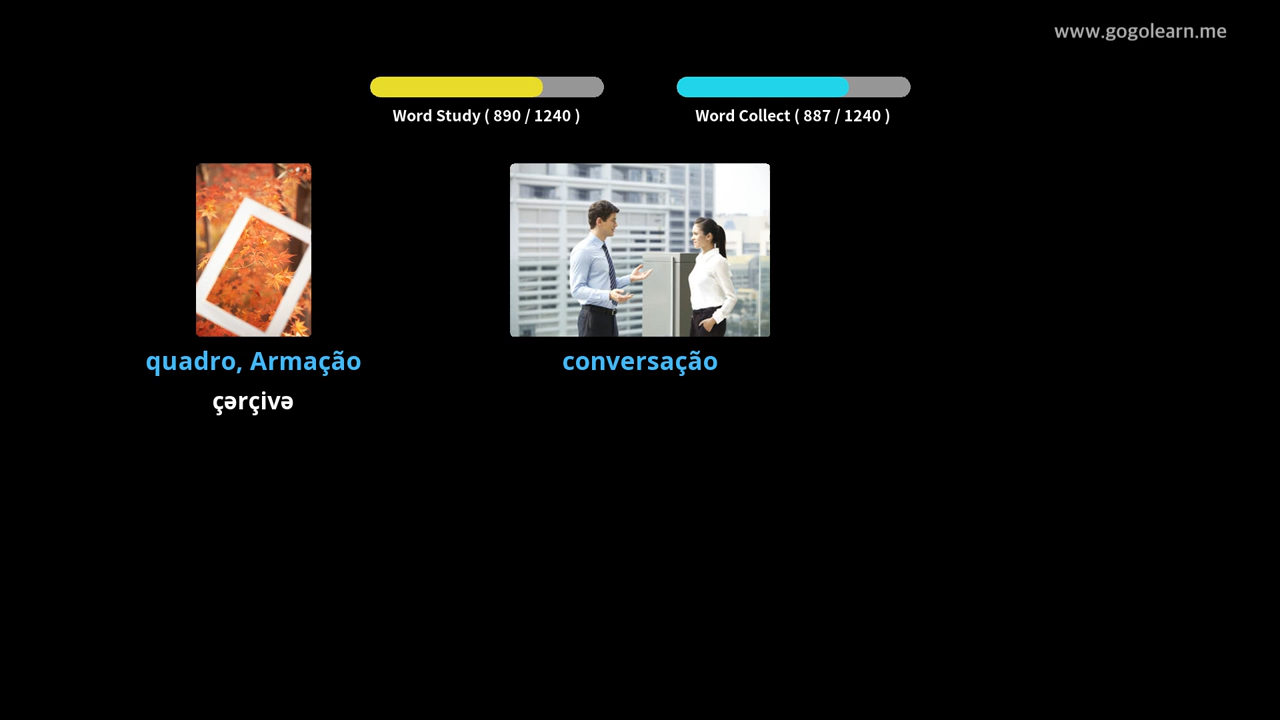 www.gogolearn.me
Word Study ( 890 / 1240 )
Word Collect ( 887 / 1240 )
quadro, Armação
conversação
çərçivə